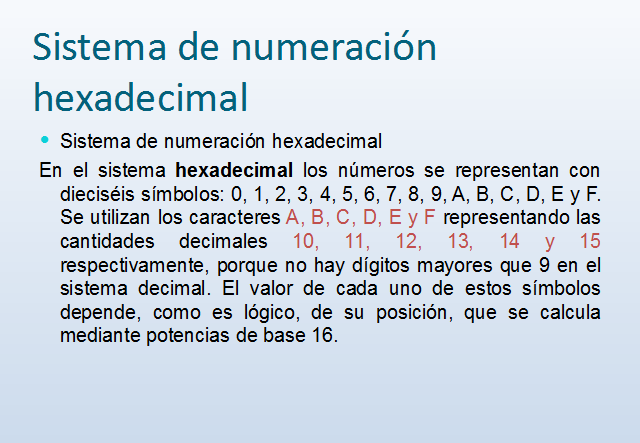 Sistema de numeración
hexadecimal
• Sistema de numeración hexadecimal
En el sistema hexadecimal los números se representan con
dieciséis símbolos: 0, 1, 2, 3, 4, 5, 6, 7, 8, 9, A, B, C, D, E y F.
Se utilizan los caracteres A, B, C, D, E y F representando las
cantidades decimales 10, 11, 12, 13, 14 y 15
respectivamente, porque no hay dígitos mayores que 9 en el
sistema decimal. El valor de cada uno de estos símbolos
depende, como es lógico, de su posición, que se calcula
mediante potencias de base 16.